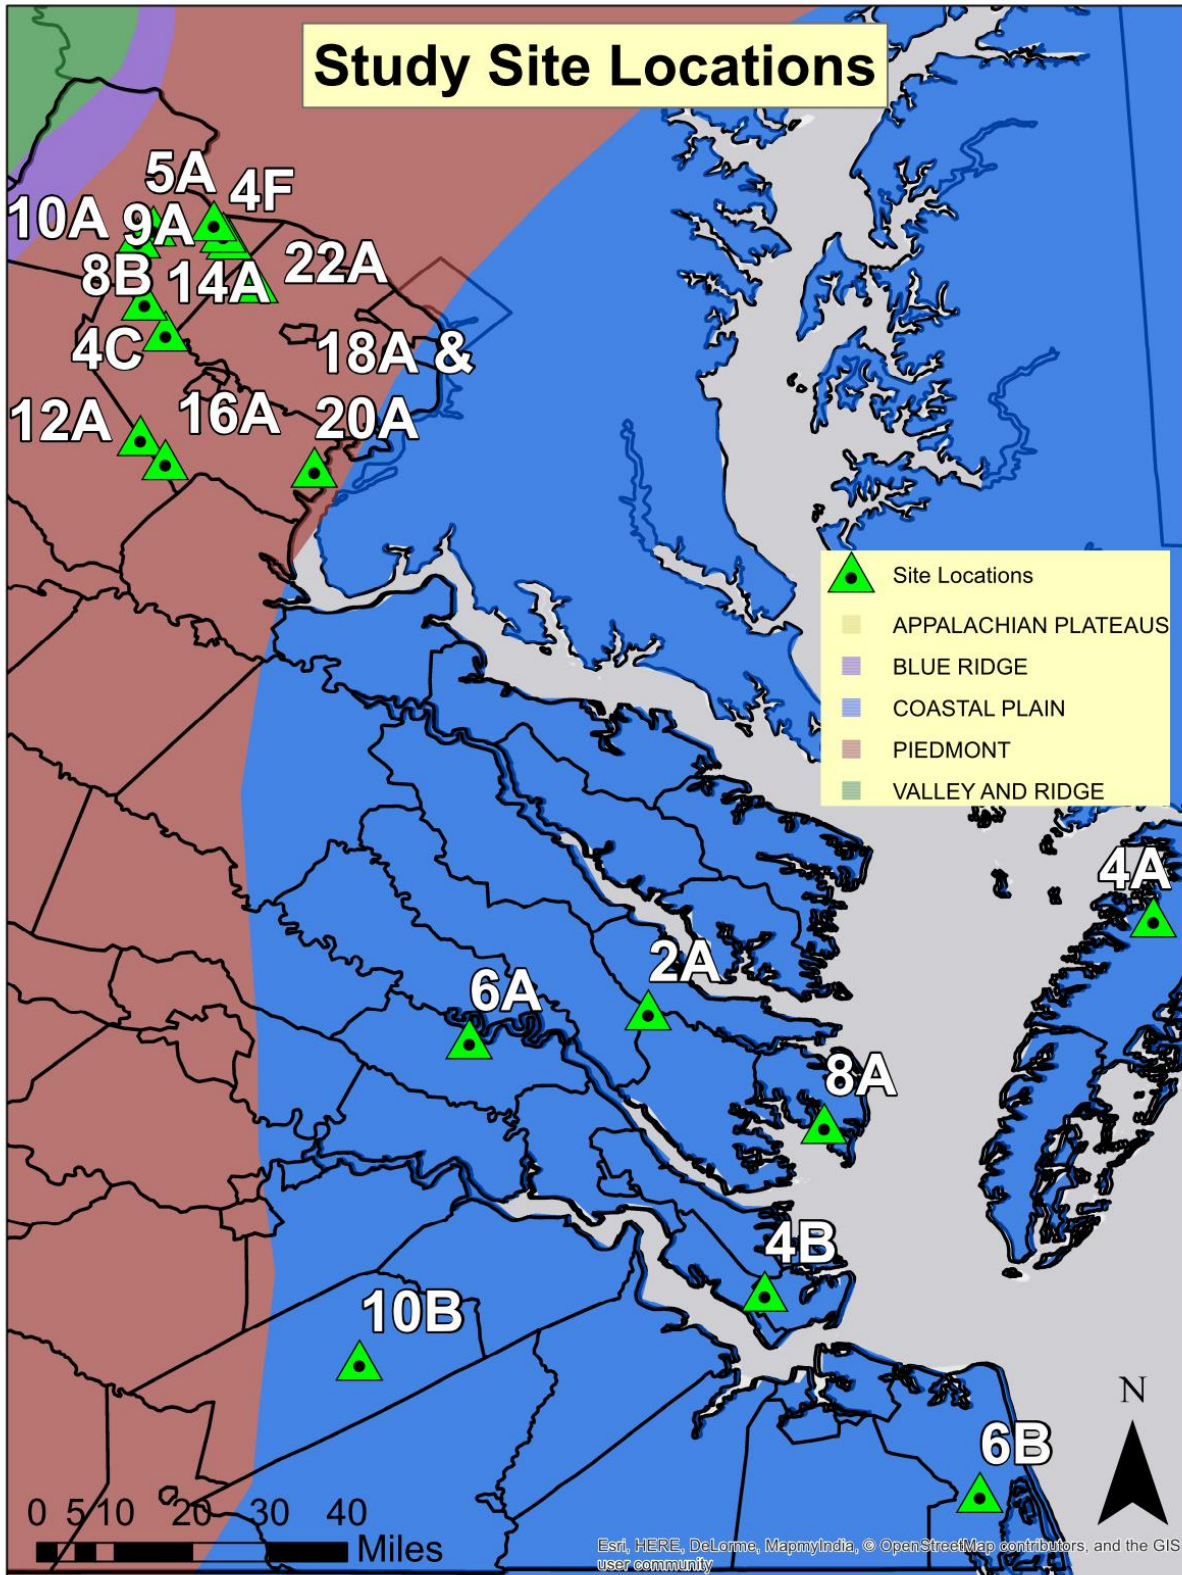 Study Site Locations
5A
4F
10A
9A
22A
8B
14A
4C
18A &
12A
16A
20A
Site Locations
APPALACHIAN PLATEAUS
BLUE RIDGE
COASTAL PLAIN
PIEDMONT
VALLEY AND RIDGE
4A
2A
6A
8A
4B
10B
N
6B
0 5 10 20 30 40
Miles
Esri, HERE, DeLorme, MapmyIndia, © OpenStreetMap contributors, and the GIS
user community